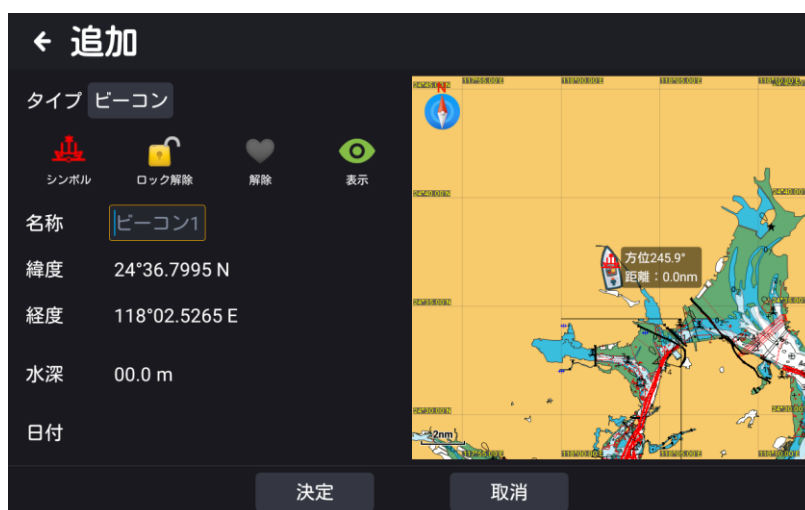 ← 追加
タイプ ビーコン
シンボル ロック解除 解除 表示
名称 ビーコン1
緯度 24°36.7995 N
経度 118°02.5265 E
水深 00.0 m
日付
N
方位245.9°
距離：0.0nm
2nm
決定 取消